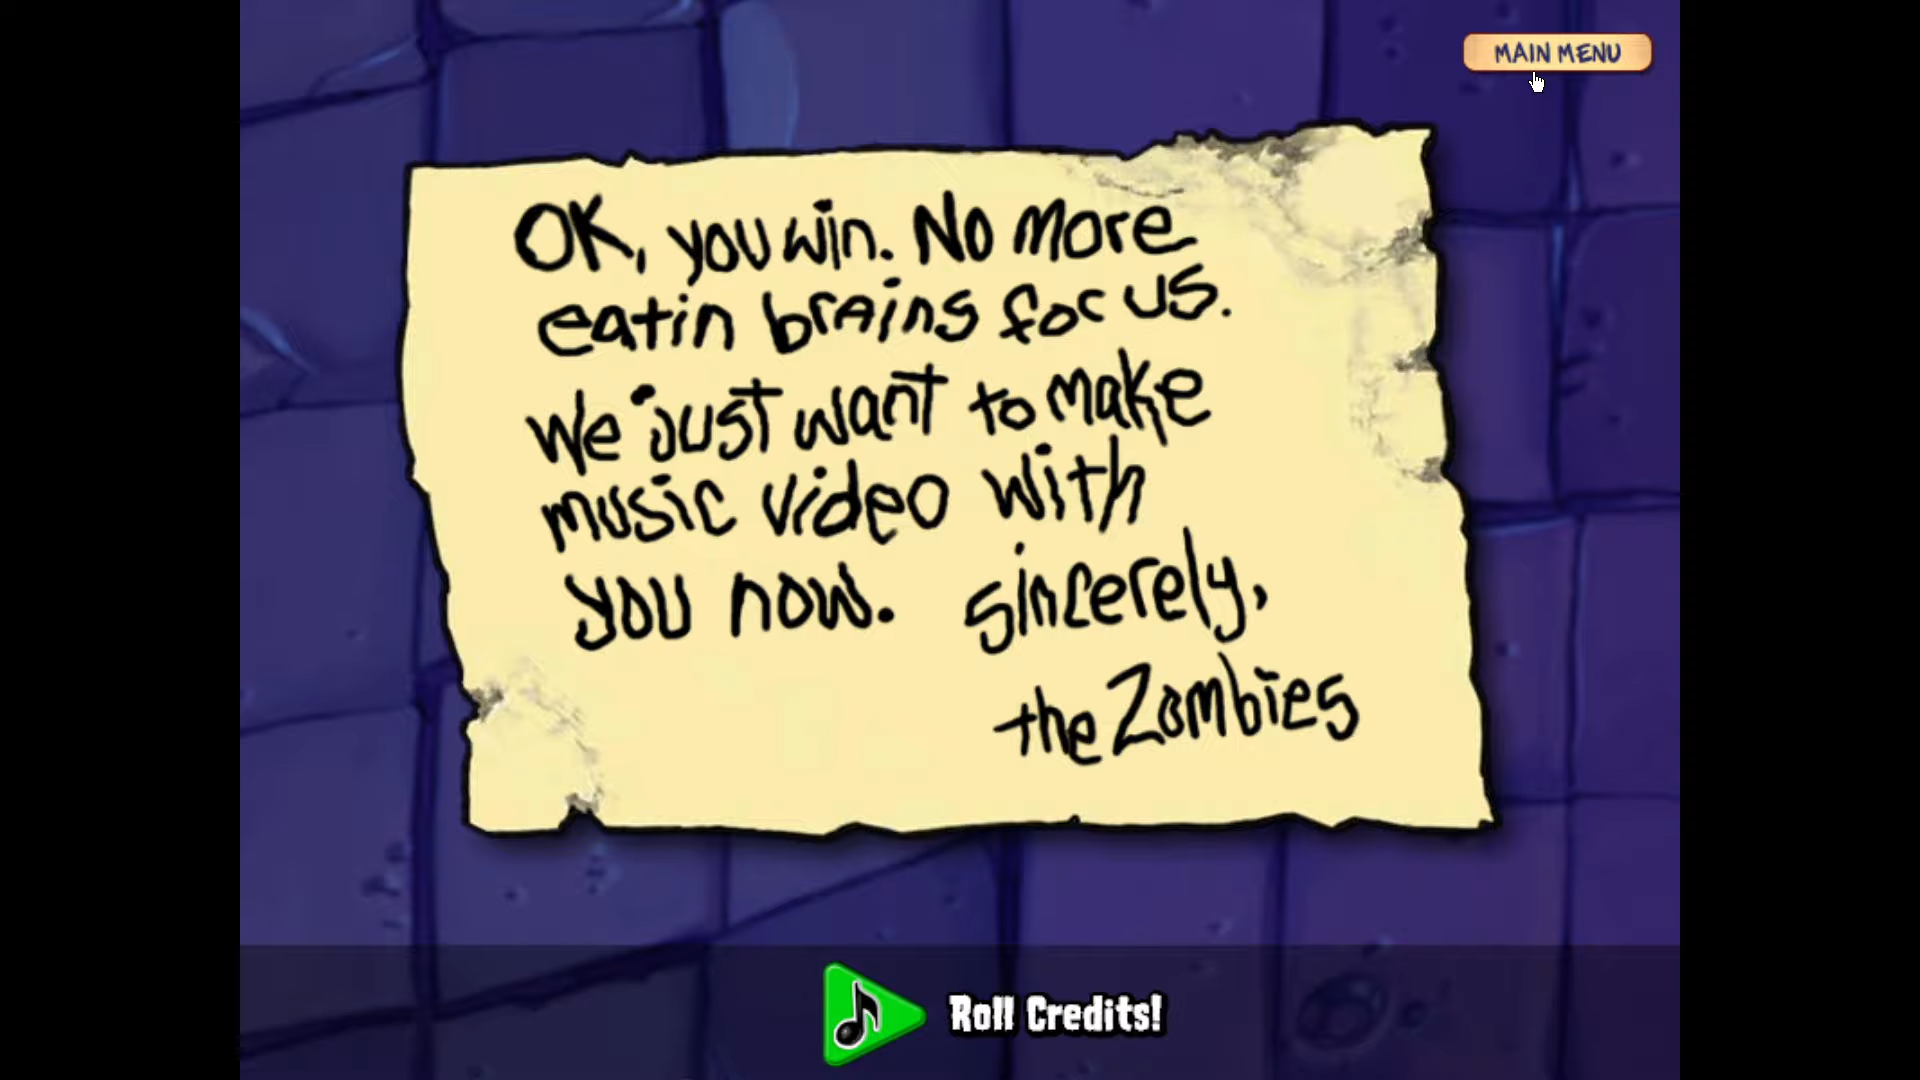 MAIN MENU
OK, you win. No more
eatin brains for us.
We just want to make
music video with
you now. sincerely,
the Zombies
Roll Credits!